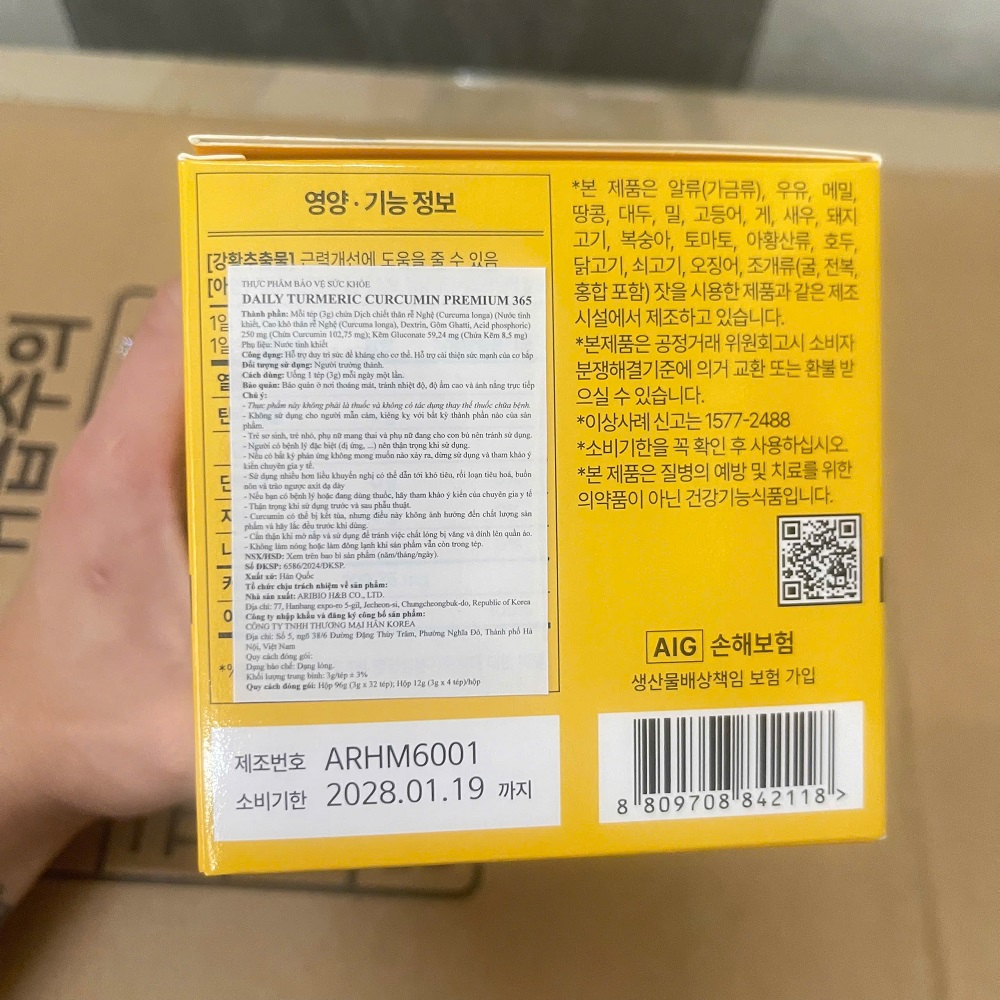 영양·기능 정보
[강황추출물] 근력개선에 도움을 줄 수 있음
[아
1일
1일
THỰC PHẨM BẢO VỆ SỨC KHỎE
DAILY TURMERIC CURCUMIN PREMIUM 365
Thành phần: Mỗi tép (3g) chứa Dịch chiết thân rễ Nghệ (Curcuma longa) (Nước tinh
khiết, Cao khô thân rễ Nghệ (Curcuma longa), Dextrin, Gôm Ghatti, Acid phosphoric)
250 mg (Chứa Curcumin 102,75 mg); Kẽm Gluconate 59,24 mg (Chứa Kẽm 8,5 mg)
Phụ liệu: Nước tinh khiết
Công dụng: Hỗ trợ duy trì sức đề kháng cho cơ thể. Hỗ trợ cải thiện sức mạnh của cơ bắp
Đối tượng sử dụng: Người trưởng thành.
Cách dùng: Uống 1 tép (3g) mỗi ngày một lần.
Bảo quản: Bảo quản ở nơi thoáng mát, tránh nhiệt độ, độ ẩm cao và ánh nắng trực tiếp
Chú ý:
- Thực phẩm này không phải là thuốc và không có tác dụng thay thế thuốc chữa bệnh.
- Không sử dụng cho người mẫn cảm, kiêng kỵ với bất kỳ thành phần nào của sản
phẩm.
- Trẻ sơ sinh, trẻ nhỏ, phụ nữ mang thai và phụ nữ đang cho con bú nên tránh sử dụng.
- Người có bệnh lý đặc biệt (dị ứng, ...) nên thận trọng khi sử dụng.
- Nếu có bất kỳ phản ứng không mong muốn nào xảy ra, dừng sử dụng và tham khảo ý
kiến chuyên gia y tế.
- Sử dụng nhiều hơn liều khuyến nghị có thể dẫn tới khó tiêu, rối loạn tiêu hoá, buồn
nôn và trào ngược axit dạ dày
- Nếu bạn có bệnh lý hoặc đang dùng thuốc, hãy tham khảo ý kiến của chuyên gia y tế
- Thận trọng khi sử dụng trước và sau phẫu thuật.
- Curcumin có thể bị kết tủa, nhưng điều này không ảnh hưởng đến chất lượng sản
phẩm và hãy lắc đều trước khi dùng.
- Cẩn thận khi mở nắp và sử dụng để tránh việc chất lỏng bị văng và dính lên quần áo.
- Không làm nóng hoặc làm đông lạnh khi sản phẩm vẫn còn trong tép.
NSX/HSD: Xem trên bao bì sản phẩm (năm/tháng/ngày).
Số ĐKSP: 6586/2024/ĐKSP.
Xuất xứ: Hàn Quốc
Tổ chức chịu trách nhiệm về sản phẩm:
Nhà sản xuất: ARIBIO H&B CO., LTD.
Địa chỉ: 77, Hanbang expo-ro 5-gil, Jecheon-si, Chungcheongbuk-do, Republic of Korea
Công ty nhập khẩu và đăng ký công bố sản phẩm:
CÔNG TY TNHH THƯƠNG MẠI HÀN KOREA
Địa chỉ: Số 5, ngõ 38/6 Đường Đặng Thùy Trâm, Phường Nghĩa Đô, Thành phố Hà
Nội, Việt Nam
Quy cách đóng gói:
Dạng bào chế: Dạng lỏng.
Khối lượng trung bình: 3g/tép ± 3%
Quy cách đóng gói: Hộp 96g (3g x 32 tép); Hộp 12g (3g x 4 tép)/hộp
제조번호 ARHM6001
소비기한 2028.01.19 까지
*본 제품은 알류(가금류), 우유, 메밀,
땅콩, 대두, 밀, 고등어, 게, 새우, 돼지
고기, 복숭아, 토마토, 아황산류, 호두,
닭고기, 쇠고기, 오징어, 조개류(굴, 전복,
홍합 포함) 잣을 사용한 제품과 같은 제조
시설에서 제조하고 있습니다.
*본제품은 공정거래 위원회고시 소비자
분쟁해결기준에 의거 교환 또는 환불 받
으실 수 있습니다.
*이상사례 신고는 1577-2488
*소비기한을 꼭 확인 후 사용하십시오.
*본 제품은 질병의 예방 및 치료를 위한
의약품이 아닌 건강기능식품입니다.
AIG 손해보험
생산물배상책임 보험 가입
8 809708 842118 >